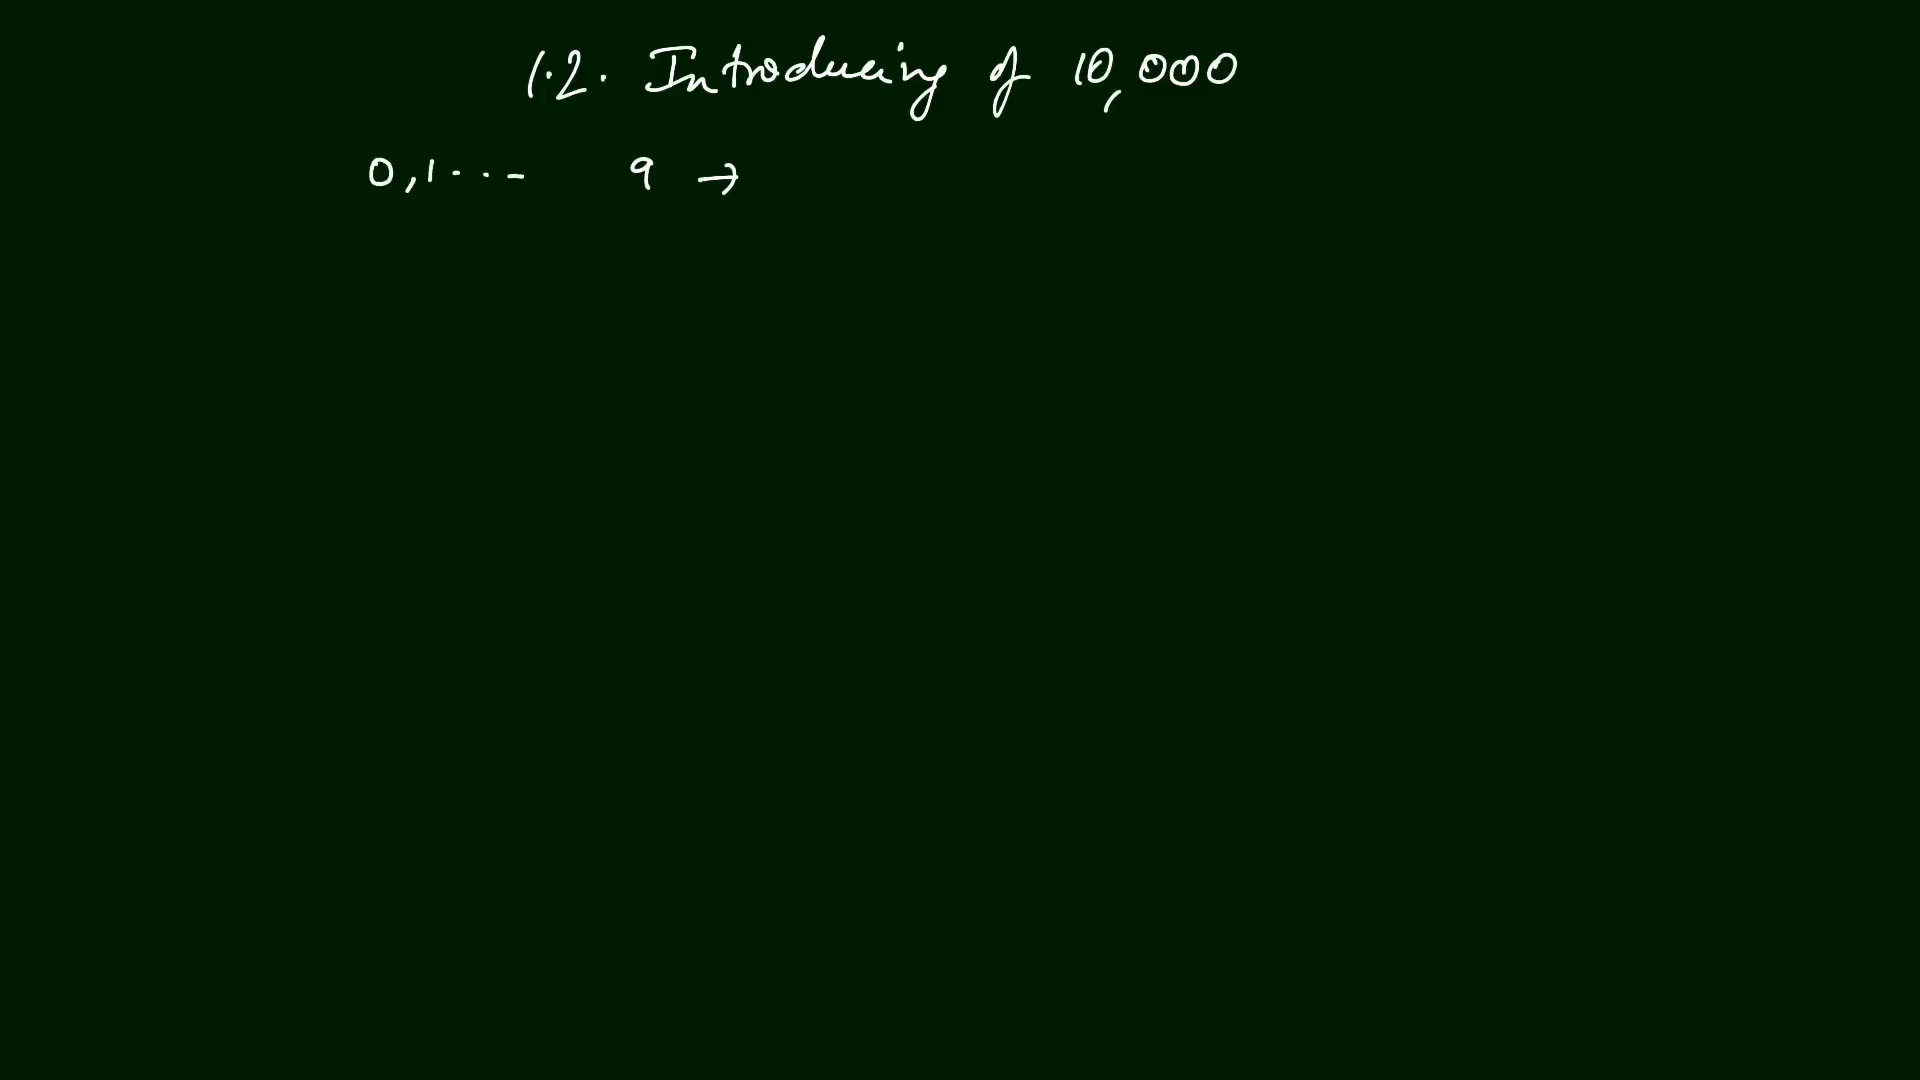 1.2. Introducing of 10,000
0,1... 9 →